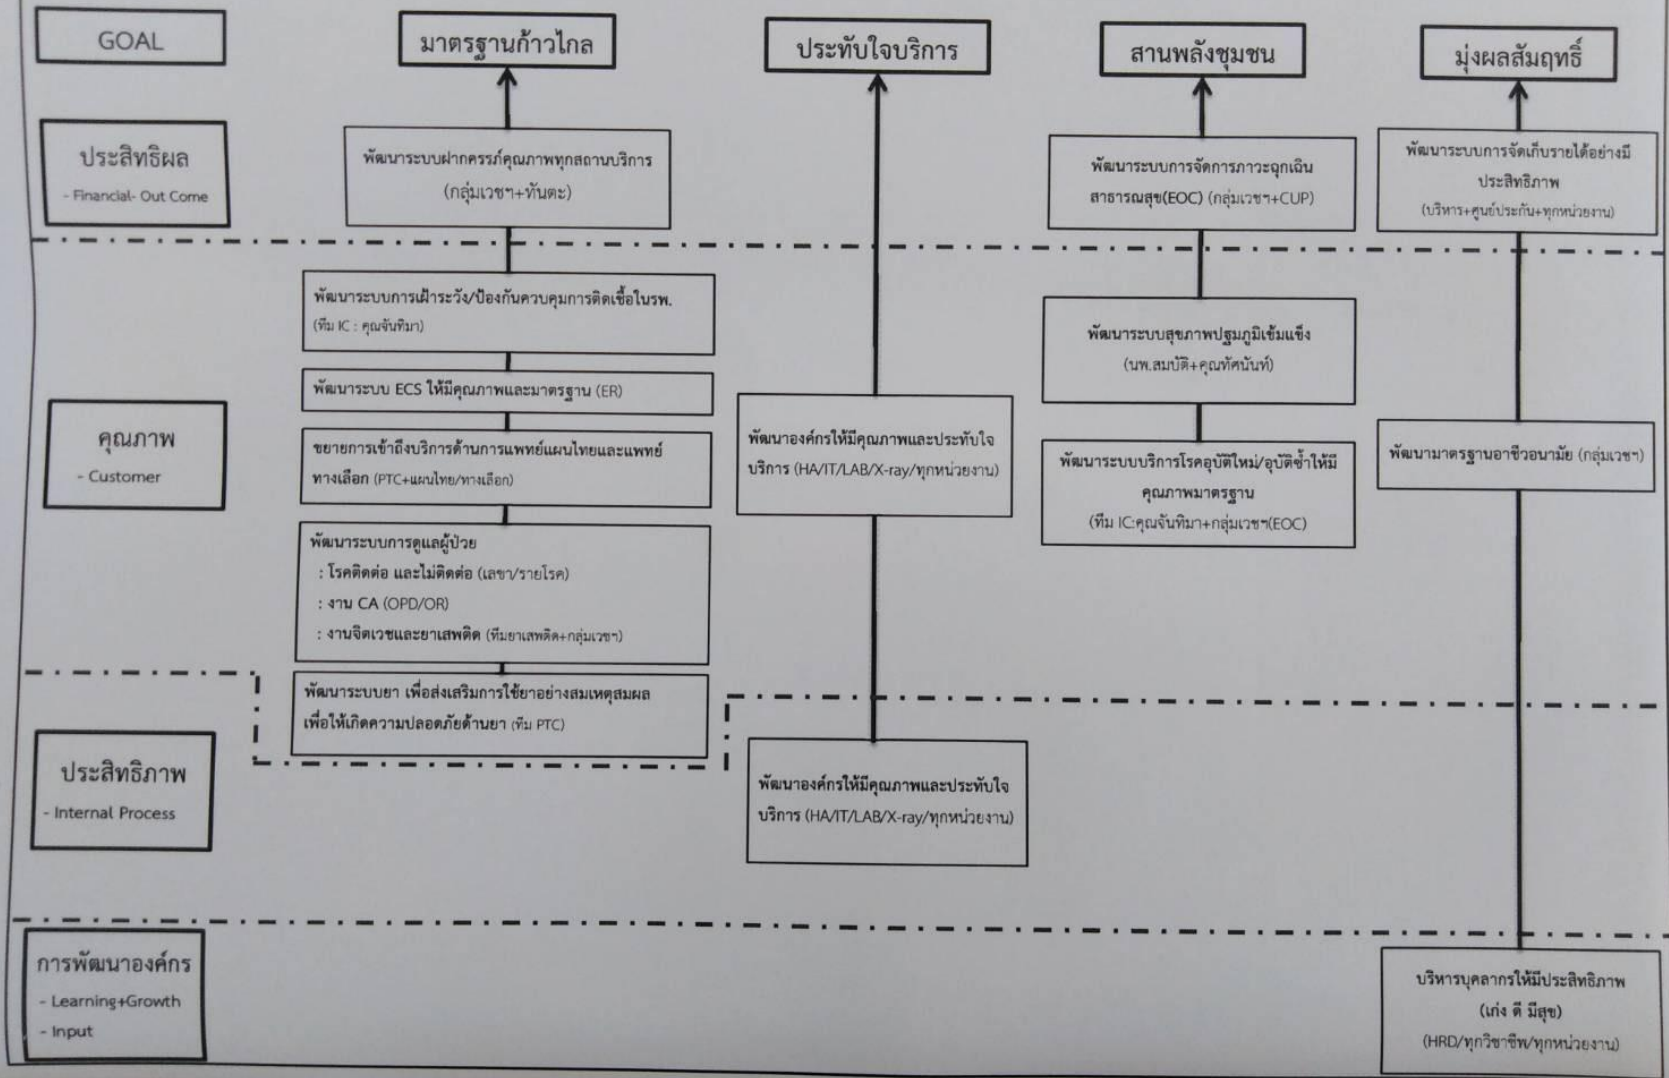 GOAL
มาตรฐานก้าวไกล
ประทับใจบริการ
สานพลังชุมชน
มุ่งผลสัมฤทธิ์
ประสิทธิผล
- Financial- Out Come
พัฒนาระบบฝากครรภ์คุณภาพทุกสถานบริการ
(กลุ่มเวชฯ+ทันตะ)
พัฒนาระบบการจัดการภาวะฉุกเฉิน
สาธารณสุข(EOC) (กลุ่มเวชฯ+CUP)
พัฒนาระบบการจัดเก็บรายได้อย่างมี
ประสิทธิภาพ
(บริหาร+ศูนย์ประกัน+ทุกหน่วยงาน)
คุณภาพ
- Customer
พัฒนาระบบการเฝ้าระวัง/ป้องกันควบคุมการติดเชื้อในรพ.
(ทีม IC : คุณจันทิมา)
พัฒนาระบบ ECS ให้มีคุณภาพและมาตรฐาน (ER)
ขยายการเข้าถึงบริการด้านการแพทย์แผนไทยและแพทย์
ทางเลือก (PTC+แผนไทย/ทางเลือก)
พัฒนาระบบการดูแลผู้ป่วย
: โรคติดต่อ และไม่ติดต่อ (เลขา/รายโรค)
: งาน CA (OPD/OR)
: งานจิตเวชและยาเสพติด (ทีมยาเสพติด+กลุ่มเวชฯ)
พัฒนาระบบยา เพื่อส่งเสริมการใช้ยาอย่างสมเหตุสมผล
เพื่อให้เกิดความปลอดภัยด้านยา (ทีม PTC)
พัฒนาองค์กรให้มีคุณภาพและประทับใจ
บริการ (HA/IT/LAB/X-ray/ทุกหน่วยงาน)
พัฒนาระบบสุขภาพปฐมภูมิเข้มแข็ง
(นพ.สมบัติ+คุณทัศนันท์)
พัฒนาระบบบริการโรคอุบัติใหม่/อุบัติซ้ำให้มี
คุณภาพมาตรฐาน
(ทีม IC:คุณจันทิมา+กลุ่มเวชฯ(EOC)
พัฒนามาตรฐานอาชีวอนามัย (กลุ่มเวชฯ)
ประสิทธิภาพ
- Internal Process
พัฒนาองค์กรให้มีคุณภาพและประทับใจ
บริการ (HA/IT/LAB/X-ray/ทุกหน่วยงาน)
การพัฒนาองค์กร
- Learning+Growth
- Input
บริหารบุคลากรให้มีประสิทธิภาพ
(เก่ง ดี มีสุข)
(HRD/ทุกวิชาชีพ/ทุกหน่วยงาน)